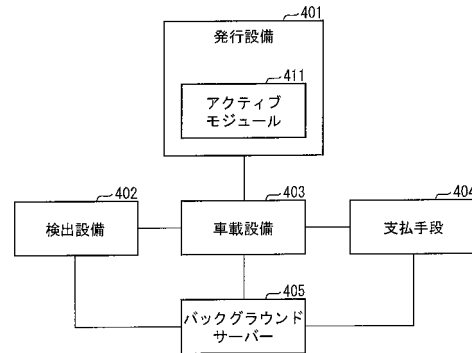 401
発行設備
411
アクティブ
モジュール
402
検出設備
403
車載設備
404
支払手段
405
バックグラウンド
サーバー